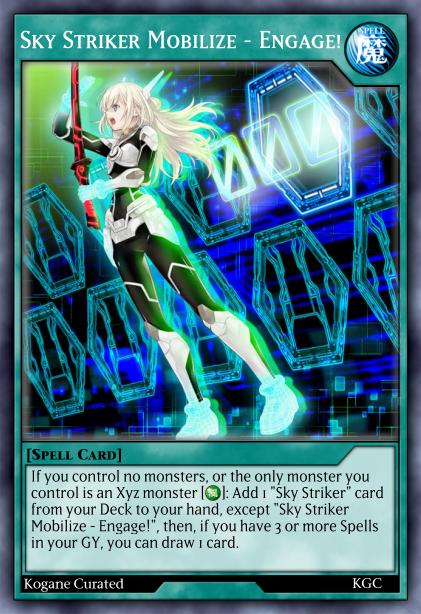 Sky Striker Mobilize - Engage!
SPELL
魔
[Spell Card]
If you control no monsters, or the only monster you
control is an Xyz monster [風]: Add 1 "Sky Striker" card
from your Deck to your hand, except "Sky Striker
Mobilize - Engage!", then, if you have 3 or more Spells
in your GY, you can draw 1 card.
Kogane Curated KGC